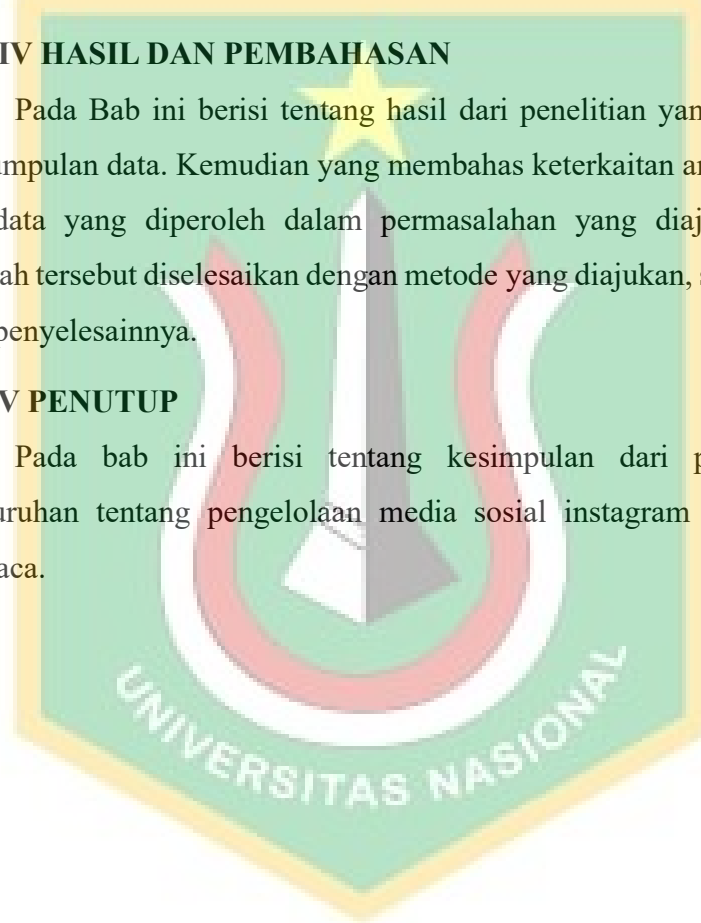 IV HASIL DAN PEMBAHASAN
Pada Bab ini berisi tentang hasil dari penelitian yan
umpulan data. Kemudian yang membahas keterkaitan an
data yang diperoleh dalam permasalahan yang diaj
ah tersebut diselesaikan dengan metode yang diajukan, s
penyelesainnya.
V PENUTUP
Pada bab ini berisi tentang kesimpulan dari p
uruhan tentang pengelolaan media sosial instagram
aca.
UNIVERSITAS NASIONAL